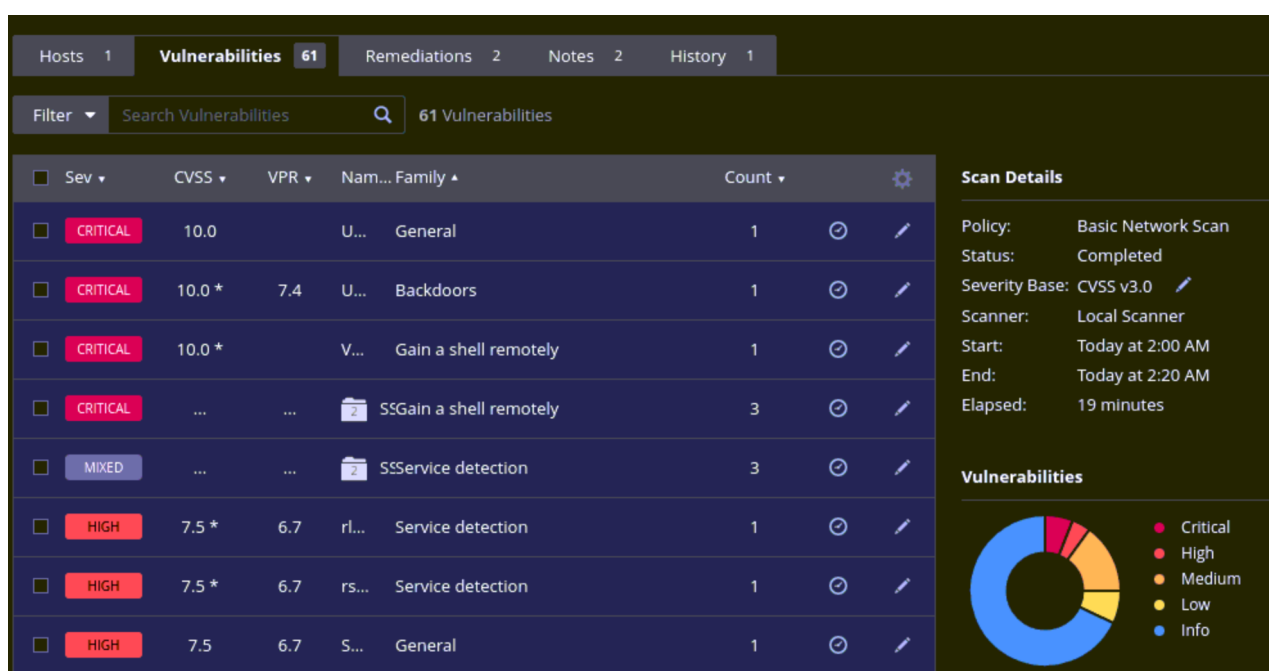 Hosts 1 Vulnerabilities 61 Remediations 2 Notes 2 History 1
Filter Search Vulnerabilities 61 Vulnerabilities
Sev CVSS VPR Nam... Family Count
CRITICAL 10.0 U... General 1
CRITICAL 10.0 * 7.4 U... Backdoors 1
CRITICAL 10.0 * V... Gain a shell remotely 1
CRITICAL ... ... 2 SSGain a shell remotely 3
MIXED ... ... 2 SSService detection 3
HIGH 7.5 * 6.7 rl... Service detection 1
HIGH 7.5 * 6.7 rs... Service detection 1
HIGH 7.5 6.7 S... General 1
Scan Details
Policy: Basic Network Scan
Status: Completed
Severity Base: CVSS v3.0
Scanner: Local Scanner
Start: Today at 2:00 AM
End: Today at 2:20 AM
Elapsed: 19 minutes
Vulnerabilities
Critical
High
Medium
Low
Info